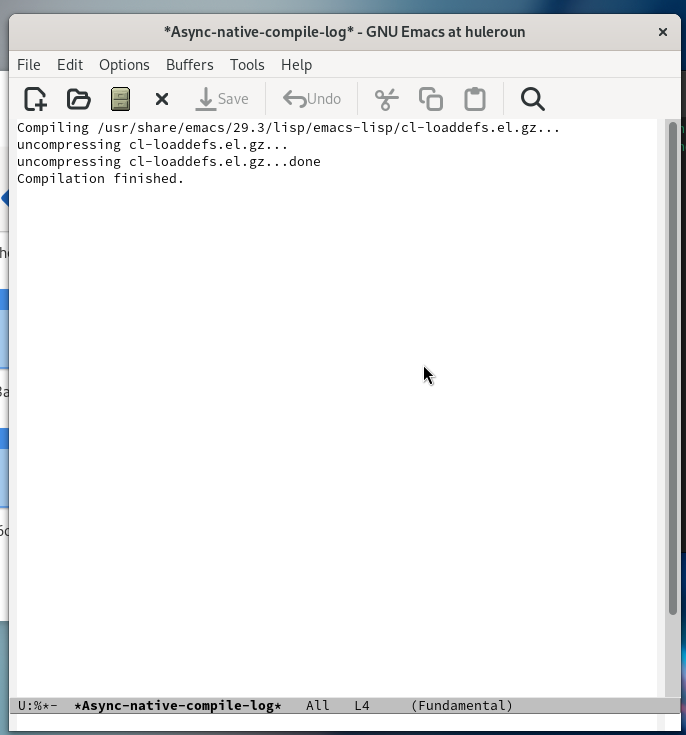 *Async-native-compile-log* - GNU Emacs at huleroun
File Edit Options Buffers Tools Help
Save Undo
Compiling /usr/share/emacs/29.3/lisp/emacs-lisp/cl-loaddefs.el.gz...
uncompressing cl-loaddefs.el.gz...
uncompressing cl-loaddefs.el.gz...done
Compilation finished.
U:%*- *Async-native-compile-log* All L4 (Fundamental)